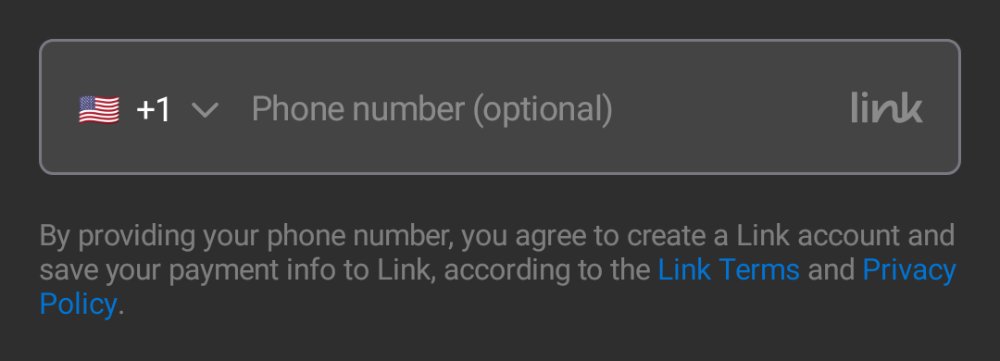 +1 Phone number (optional) link
By providing your phone number, you agree to create a Link account and
save your payment info to Link, according to the Link Terms and Privacy
Policy.